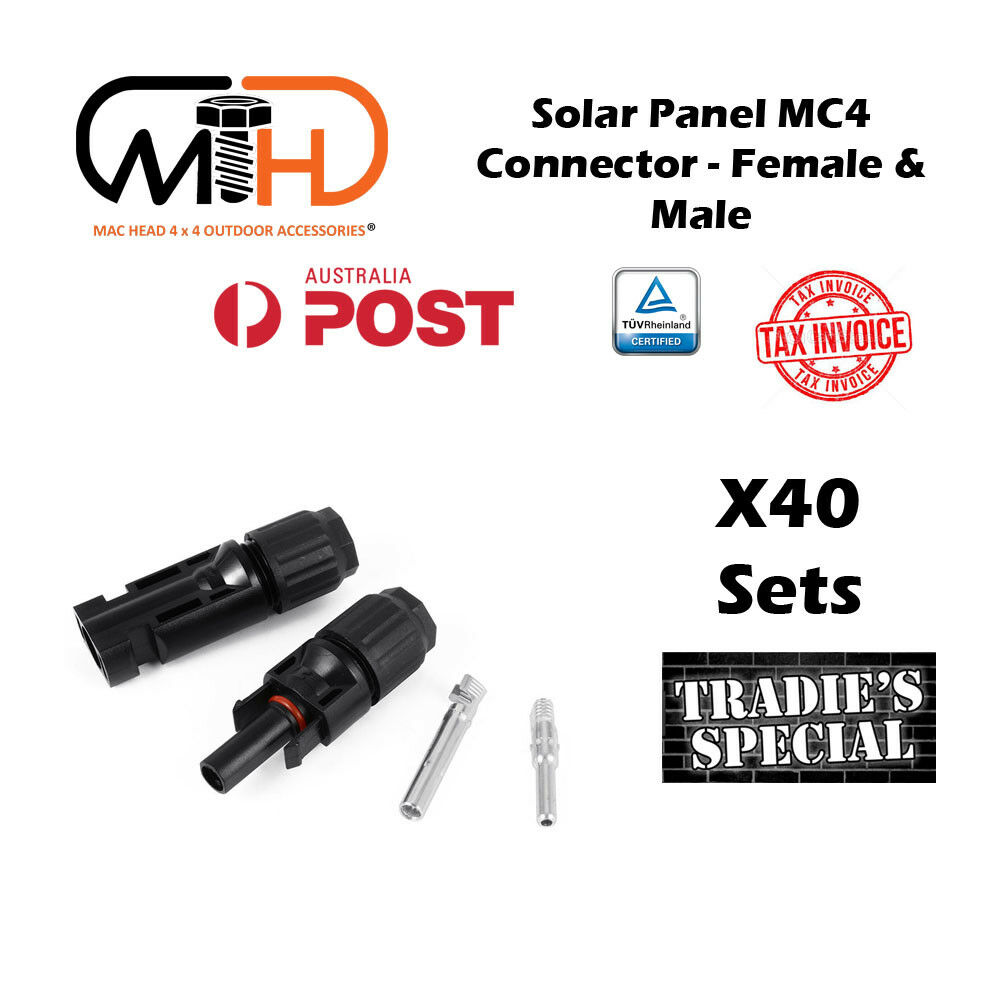 MH
MAC HEAD 4 x 4 OUTDOOR ACCESSORIES®
Solar Panel MC4
Connector - Female &
Male
AUSTRALIA
POST
TÜVRheinland®
CERTIFIED
TAX INVOICE
TAX INVOICE
TAX INVOICE
X40
Sets
TRADIE'S
SPECIAL